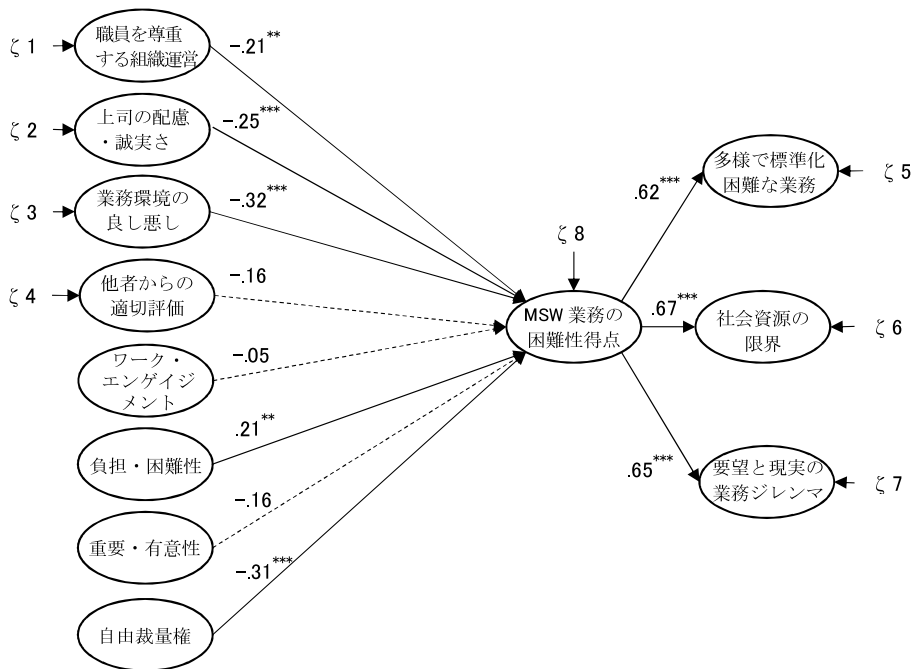 ζ1
職員を尊重
する組織運営
-.21**
ζ2
上司の配慮
・誠実さ
-.25***
ζ3
業務環境の
良し悪し
-.32***
ζ4
他者からの
適切評価
-.16
ワーク・
エンゲイジ
メント
-.05
負担・困難性
.21**
重要・有意性
-.16
自由裁量権
-.31***
ζ8
MSW 業務の
困難性得点
.62***
多様で標準化
困難な業務
ζ5
.67***
社会資源の
限界
ζ6
.65***
要望と現実の
業務ジレンマ
ζ7